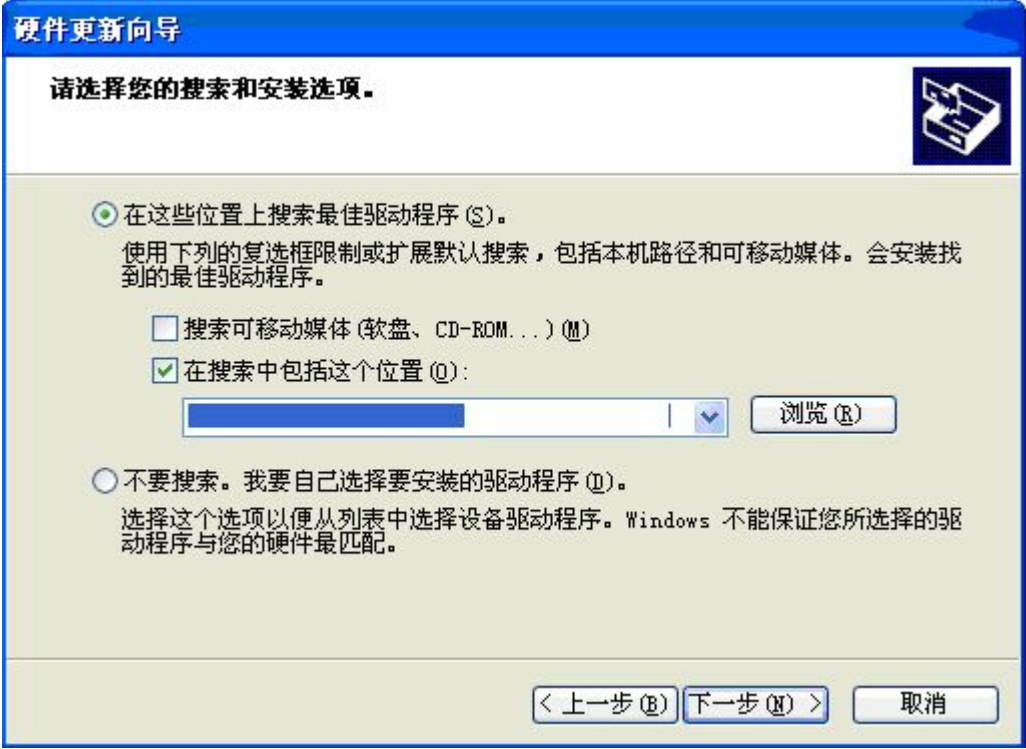 硬件更新向导
请选择您的搜索和安装选项。
在这些位置上搜索最佳驱动程序(S)。
使用下列的复选框限制或扩展默认搜索，包括本机路径和可移动媒体。会安装找
到的最佳驱动程序。
搜索可移动媒体(软盘、CD-ROM...)(M)
在搜索中包括这个位置(O):
浏览(R)
不要搜索。我要自己选择要安装的驱动程序(D)。
选择这个选项以便从列表中选择设备驱动程序。Windows 不能保证您所选择的驱
动程序与您的硬件最匹配。
< 上一步(B) 下一步(N) > 取消